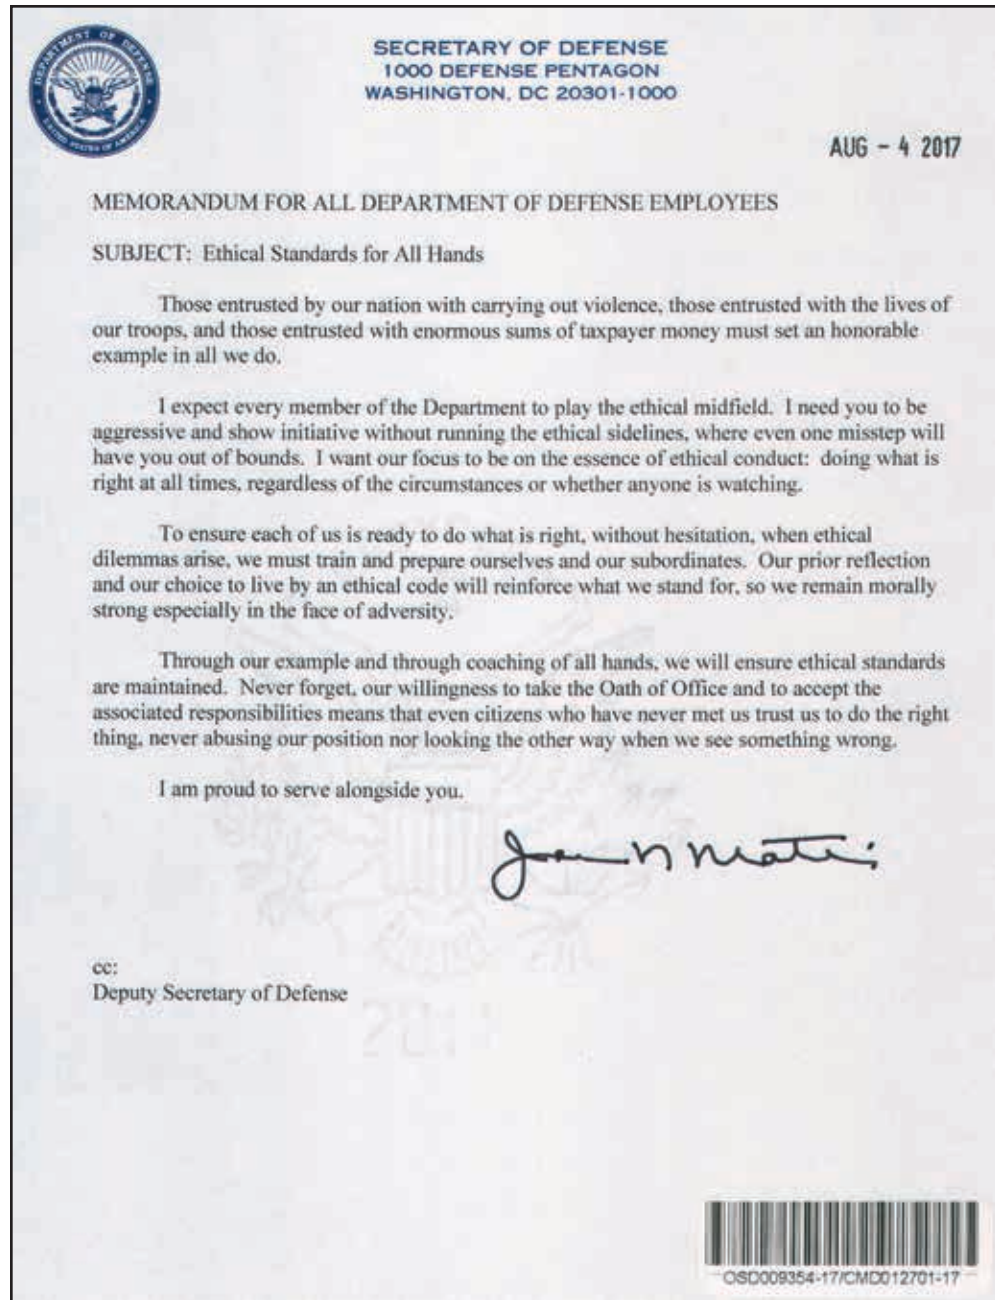 DEPARTMENT OF DEFENSE
UNITED STATES OF AMERICA
SECRETARY OF DEFENSE
1000 DEFENSE PENTAGON
WASHINGTON, DC 20301-1000
AUG - 4 2017
MEMORANDUM FOR ALL DEPARTMENT OF DEFENSE EMPLOYEES
SUBJECT: Ethical Standards for All Hands
Those entrusted by our nation with carrying out violence, those entrusted with the lives of
our troops, and those entrusted with enormous sums of taxpayer money must set an honorable
example in all we do.
I expect every member of the Department to play the ethical midfield. I need you to be
aggressive and show initiative without running the ethical sidelines, where even one misstep will
have you out of bounds. I want our focus to be on the essence of ethical conduct: doing what is
right at all times, regardless of the circumstances or whether anyone is watching.
To ensure each of us is ready to do what is right, without hesitation, when ethical
dilemmas arise, we must train and prepare ourselves and our subordinates. Our prior reflection
and our choice to live by an ethical code will reinforce what we stand for, so we remain morally
strong especially in the face of adversity.
Through our example and through coaching of all hands, we will ensure ethical standards
are maintained. Never forget, our willingness to take the Oath of Office and to accept the
associated responsibilities means that even citizens who have never met us trust us to do the right
thing, never abusing our position nor looking the other way when we see something wrong.
I am proud to serve alongside you.
cc:
Deputy Secretary of Defense
OSD009354-17/CMD012701-17